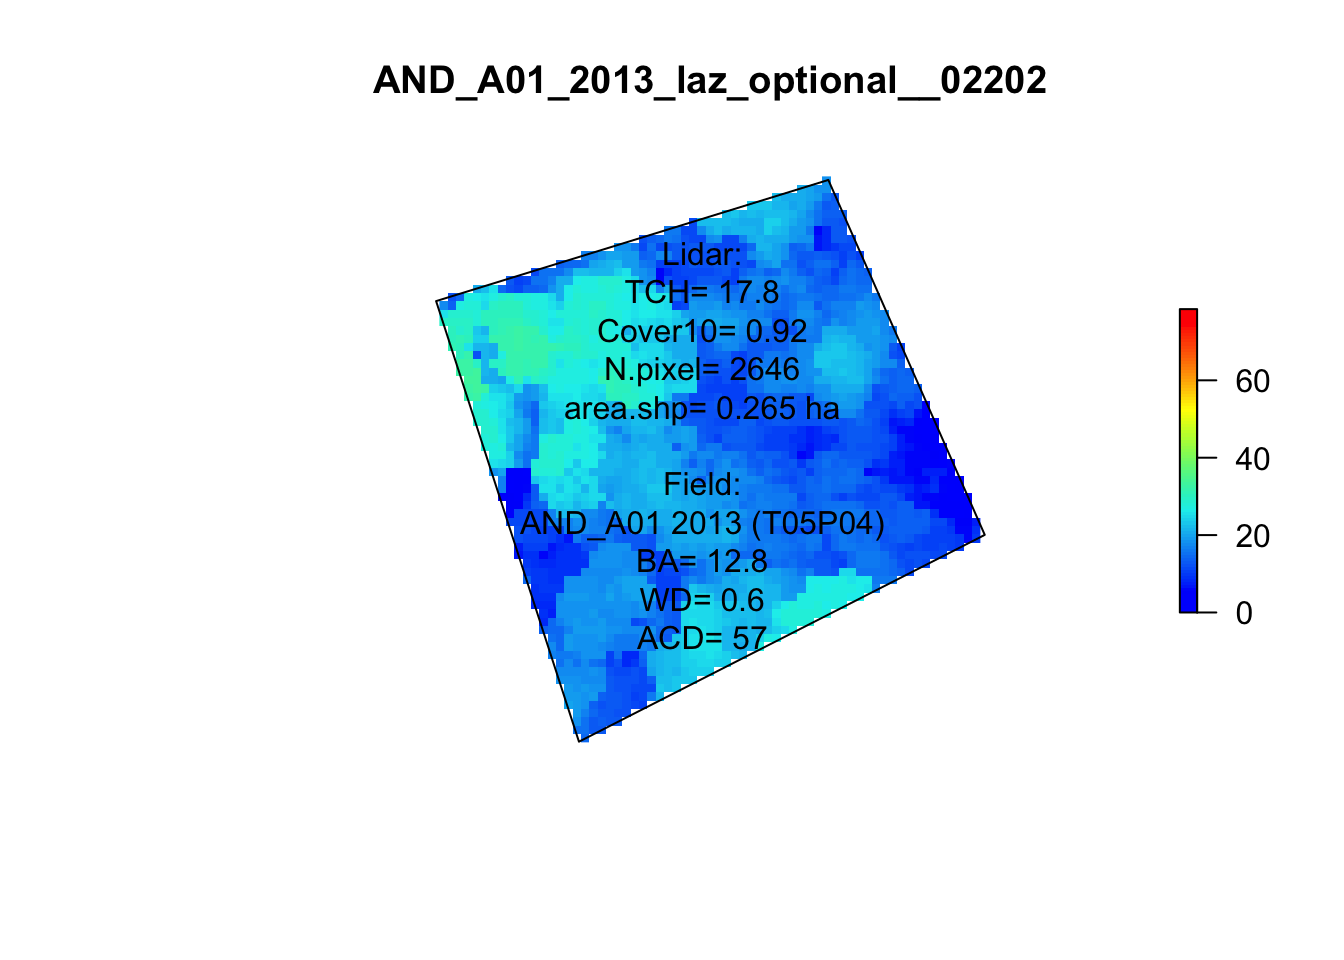 AND_A01_2013_laz_optional__02202
Lidar:
TCH= 17.8
Cover10= 0.92
N.pixel= 2646
area.shp= 0.265 ha
Field:
AND_A01 2013 (T05P04)
BA= 12.8
WD= 0.6
ACD= 57
60
40
20
0